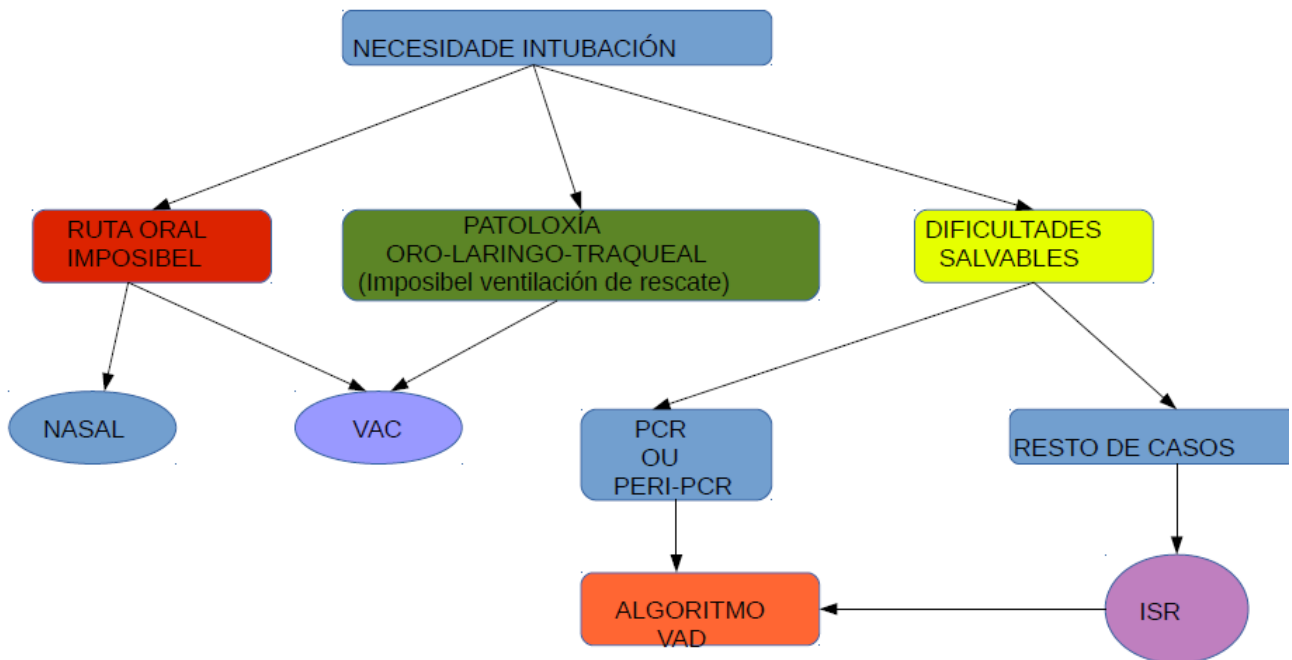 NECESIDADE INTUBACIÓN
RUTA ORAL
IMPOSIBEL
PATOLOXÍA
ORO-LARINGO-TRAQUEAL
(Imposibel ventilación de rescate)
DIFICULTADES
SALVABLES
NASAL
VAC
PCR
OU
PERI-PCR
RESTO DE CASOS
ALGORITMO
VAD
ISR